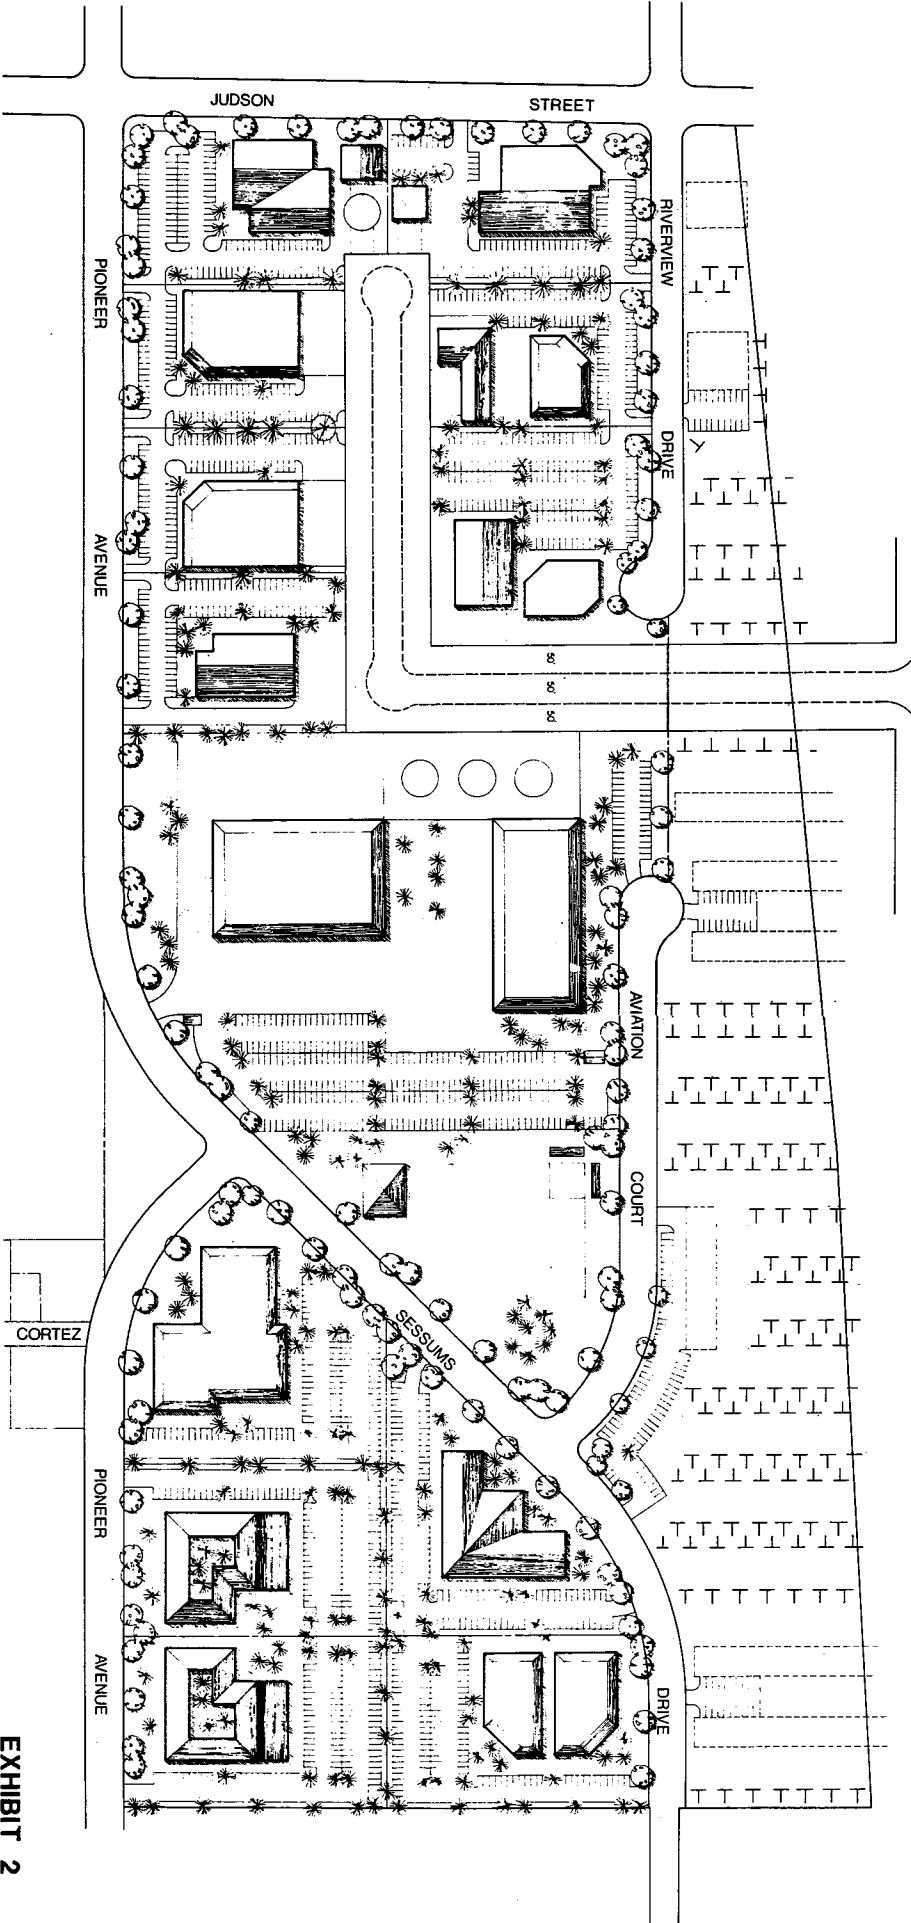 JUDSON STREET
RIVERVIEW DRIVE
PIONEER AVENUE
AVIATION COURT
SESSUMS DRIVE
CORTEZ
PIONEER AVENUE
EXHIBIT 2